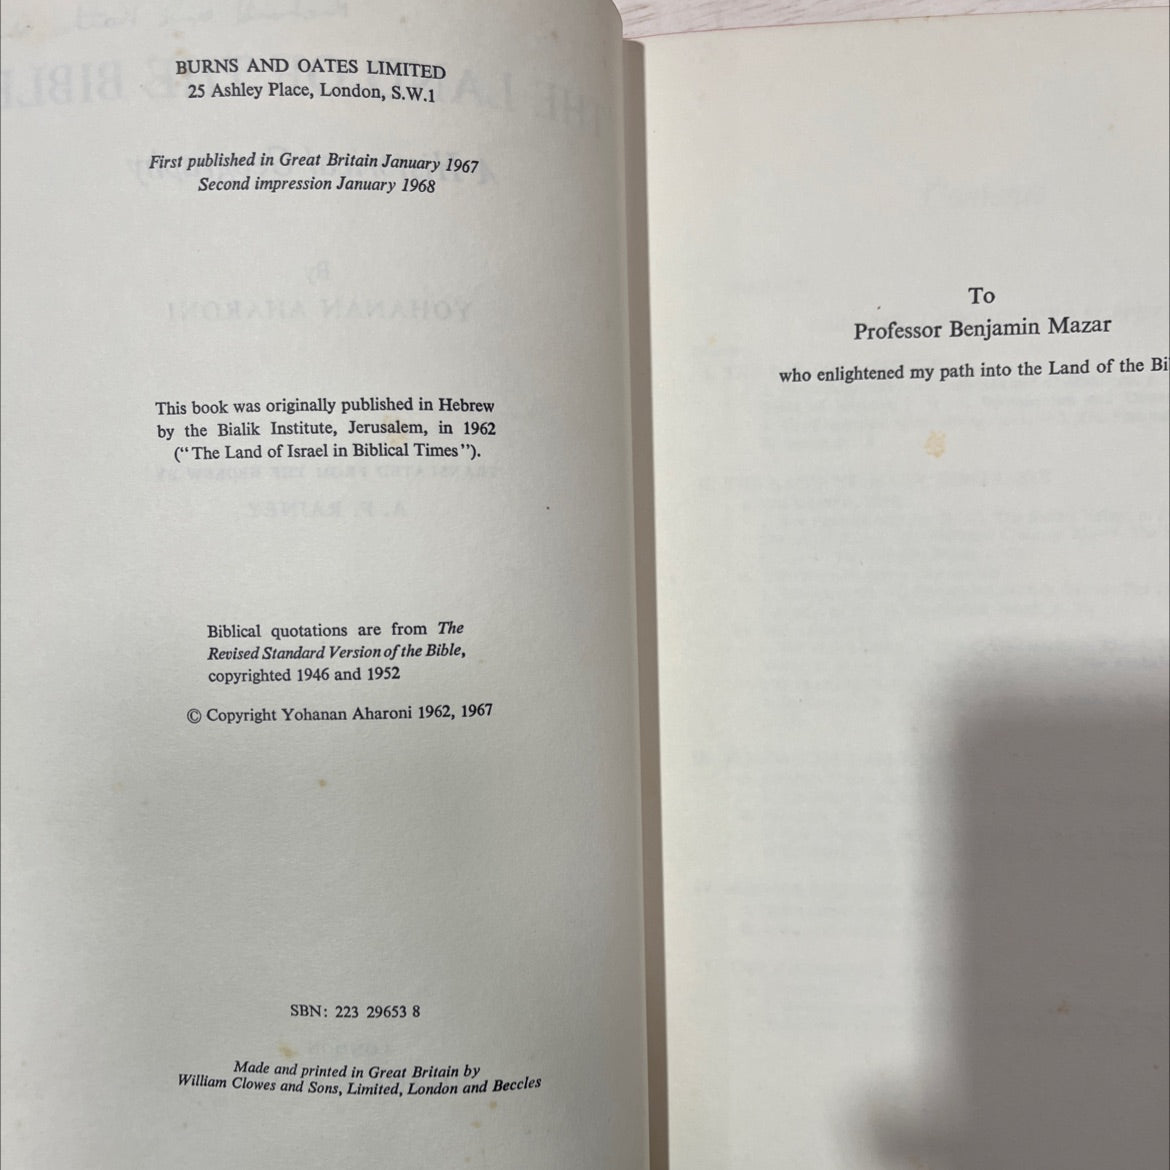 BURNS AND OATES LIMITED
25 Ashley Place, London, S.W.1
First published in Great Britain January 1967
Second impression January 1968
This book was originally published in Hebrew
by the Bialik Institute, Jerusalem, in 1962
(“The Land of Israel in Biblical Times”).
Biblical quotations are from The
Revised Standard Version of the Bible,
copyrighted 1946 and 1952
© Copyright Yohanan Aharoni 1962, 1967
SBN: 223 29653 8
Made and printed in Great Britain by
William Clowes and Sons, Limited, London and Beccles
To
Professor Benjamin Mazar
who enlightened my path into the Land of the Bi